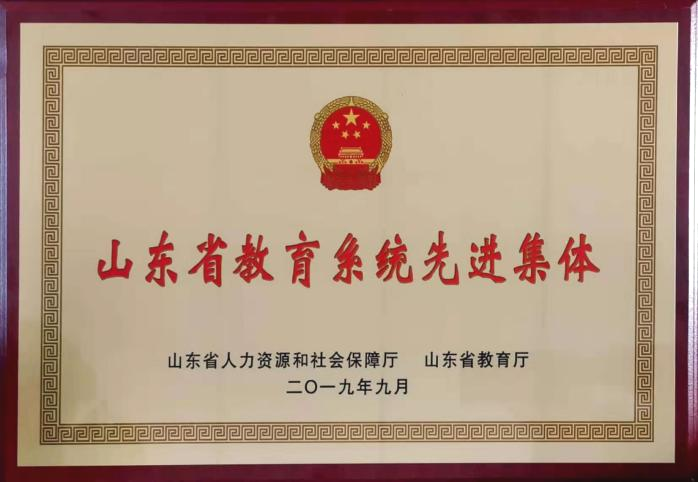 山东省教育系统先进集体
山东省人力资源和社会保障厅 山东省教育厅
二〇一九年九月